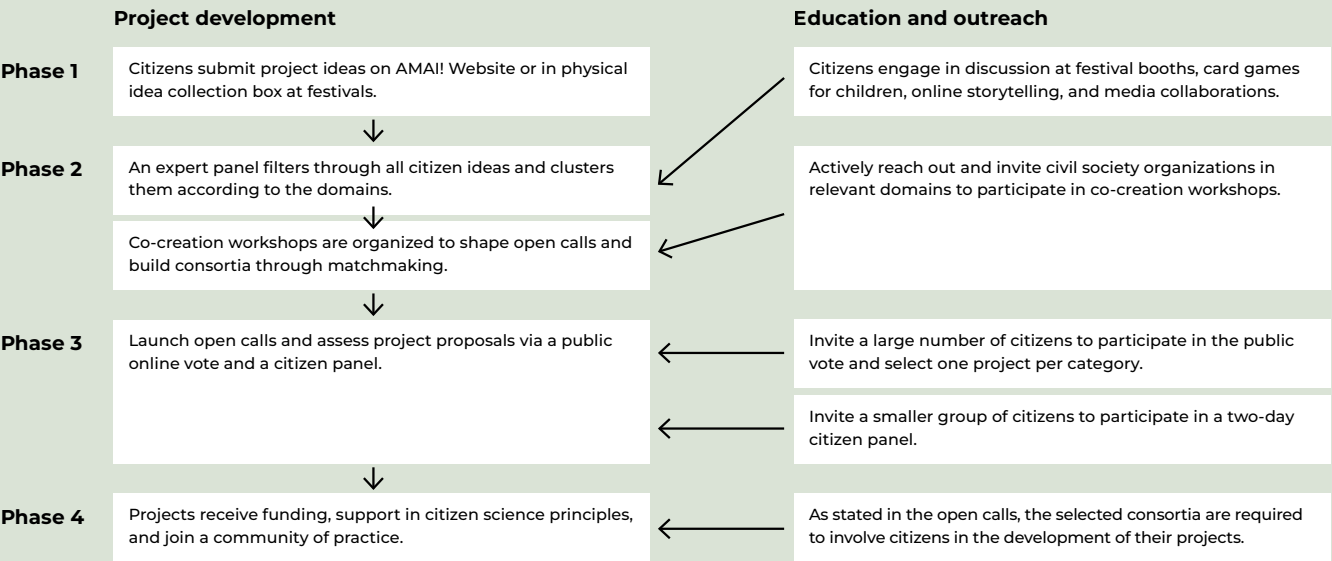 Project development
Education and outreach
Phase 1
Citizens submit project ideas on AMAI! Website or in physical
idea collection box at festivals.
Citizens engage in discussion at festival booths, card games
for children, online storytelling, and media collaborations.
Phase 2
An expert panel filters through all citizen ideas and clusters
them according to the domains.
Actively reach out and invite civil society organizations in
relevant domains to participate in co-creation workshops.
Co-creation workshops are organized to shape open calls and
build consortia through matchmaking.
Phase 3
Launch open calls and assess project proposals via a public
online vote and a citizen panel.
Invite a large number of citizens to participate in the public
vote and select one project per category.
Invite a smaller group of citizens to participate in a two-day
citizen panel.
Phase 4
Projects receive funding, support in citizen science principles,
and join a community of practice.
As stated in the open calls, the selected consortia are required
to involve citizens in the development of their projects.